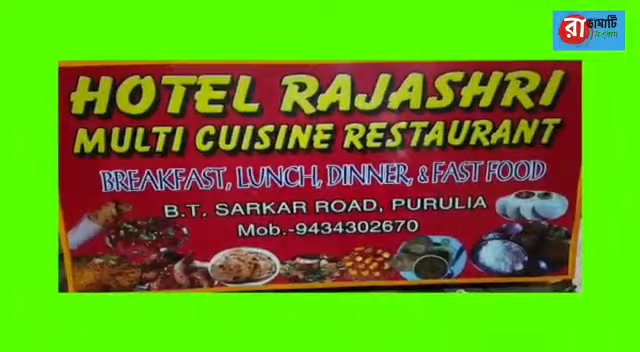 রাঙামাটি
HOTEL RAJASHRI
MULTI CUISINE RESTAURANT
BREAKFAST, LUNCH, DINNER, & FAST FOOD
B.T. SARKAR ROAD, PURULIA
Mob.-9434302670